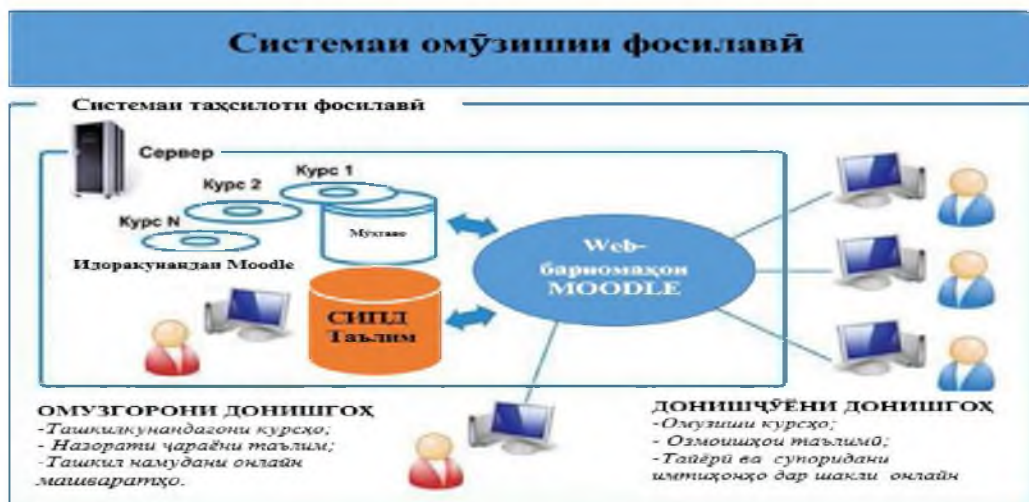 Системаи омӯзишии фосилавӣ
Системаи таҳсилоти фосилавӣ
Сервер
Курс 1
Курс 2
Курс N
Идоракунандаи Moodle
СИПД
Таълим
Web-
барномаҳои
MOODLE
ОМУЗГОРОНИ ДОНИШГОҲ
-Ташкилкунандагони курсҳо;
- Назорати ҷараёни таълим;
-Ташкил намудани онлайн
машваратҳо.
ДОНИШҶӮЁНИ ДОНИШГОҲ
-Омузиши курсҳо;
- Озмоишҳои таълимӣ;
-Тайёрӣ ва супоридани
имтиҳонҳо дар шакли онлайн